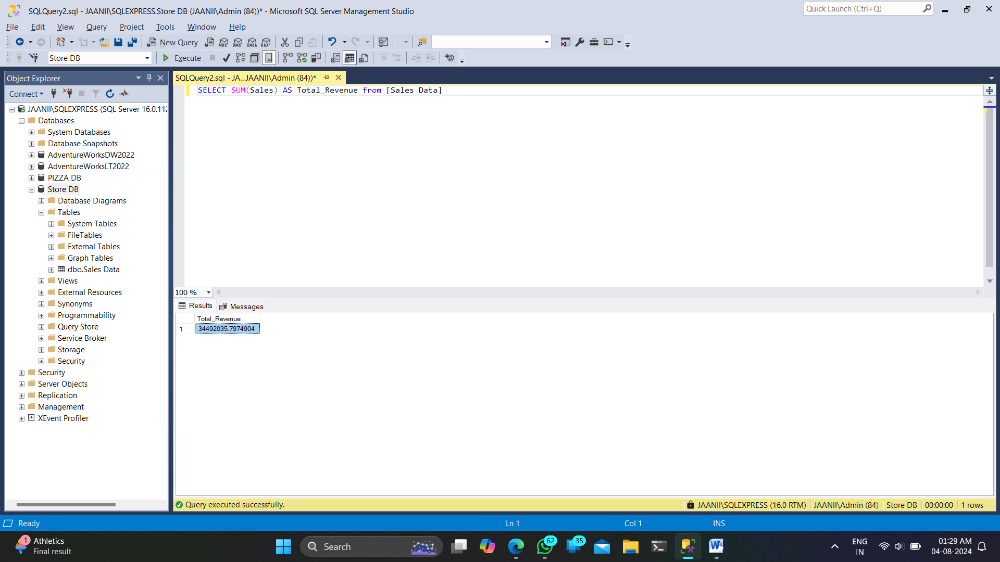 SQLQuery2.sql - JAANII\SQLEXPRESS.Store DB (JAANII\Admin (84))* - Microsoft SQL Server Management Studio
Quick Launch (Ctrl+Q)
File Edit View Query Project Tools Window Help
New Query MDX DMX XMLA DAX
Store DB Execute
Object Explorer
SQLQuery2.sql - JA...JAANII\Admin (84))*
Connect
SELECT SUM(Sales) AS Total_Revenue from [Sales Data]
JAANII\SQLEXPRESS (SQL Server 16.0.112
Databases
System Databases
Database Snapshots
AdventureWorksDW2022
AdventureWorksLT2022
PIZZA DB
Store DB
Database Diagrams
Tables
System Tables
FileTables
External Tables
Graph Tables
dbo.Sales Data
Views
External Resources
Synonyms
Programmability
Query Store
Service Broker
Storage
Security
Security
Server Objects
Replication
Management
XEvent Profiler
100 %
Results Messages
Total_Revenue
1 34492035.7974904
Query executed successfully.
JAANII\SQLEXPRESS (16.0 RTM) JAANII\Admin (84) Store DB 00:00:00 1 rows
Ready Ln 1 Col 1 INS
1 Athletics
Final result
Search
62
35
ENG
IN
01:29 AM
04-08-2024